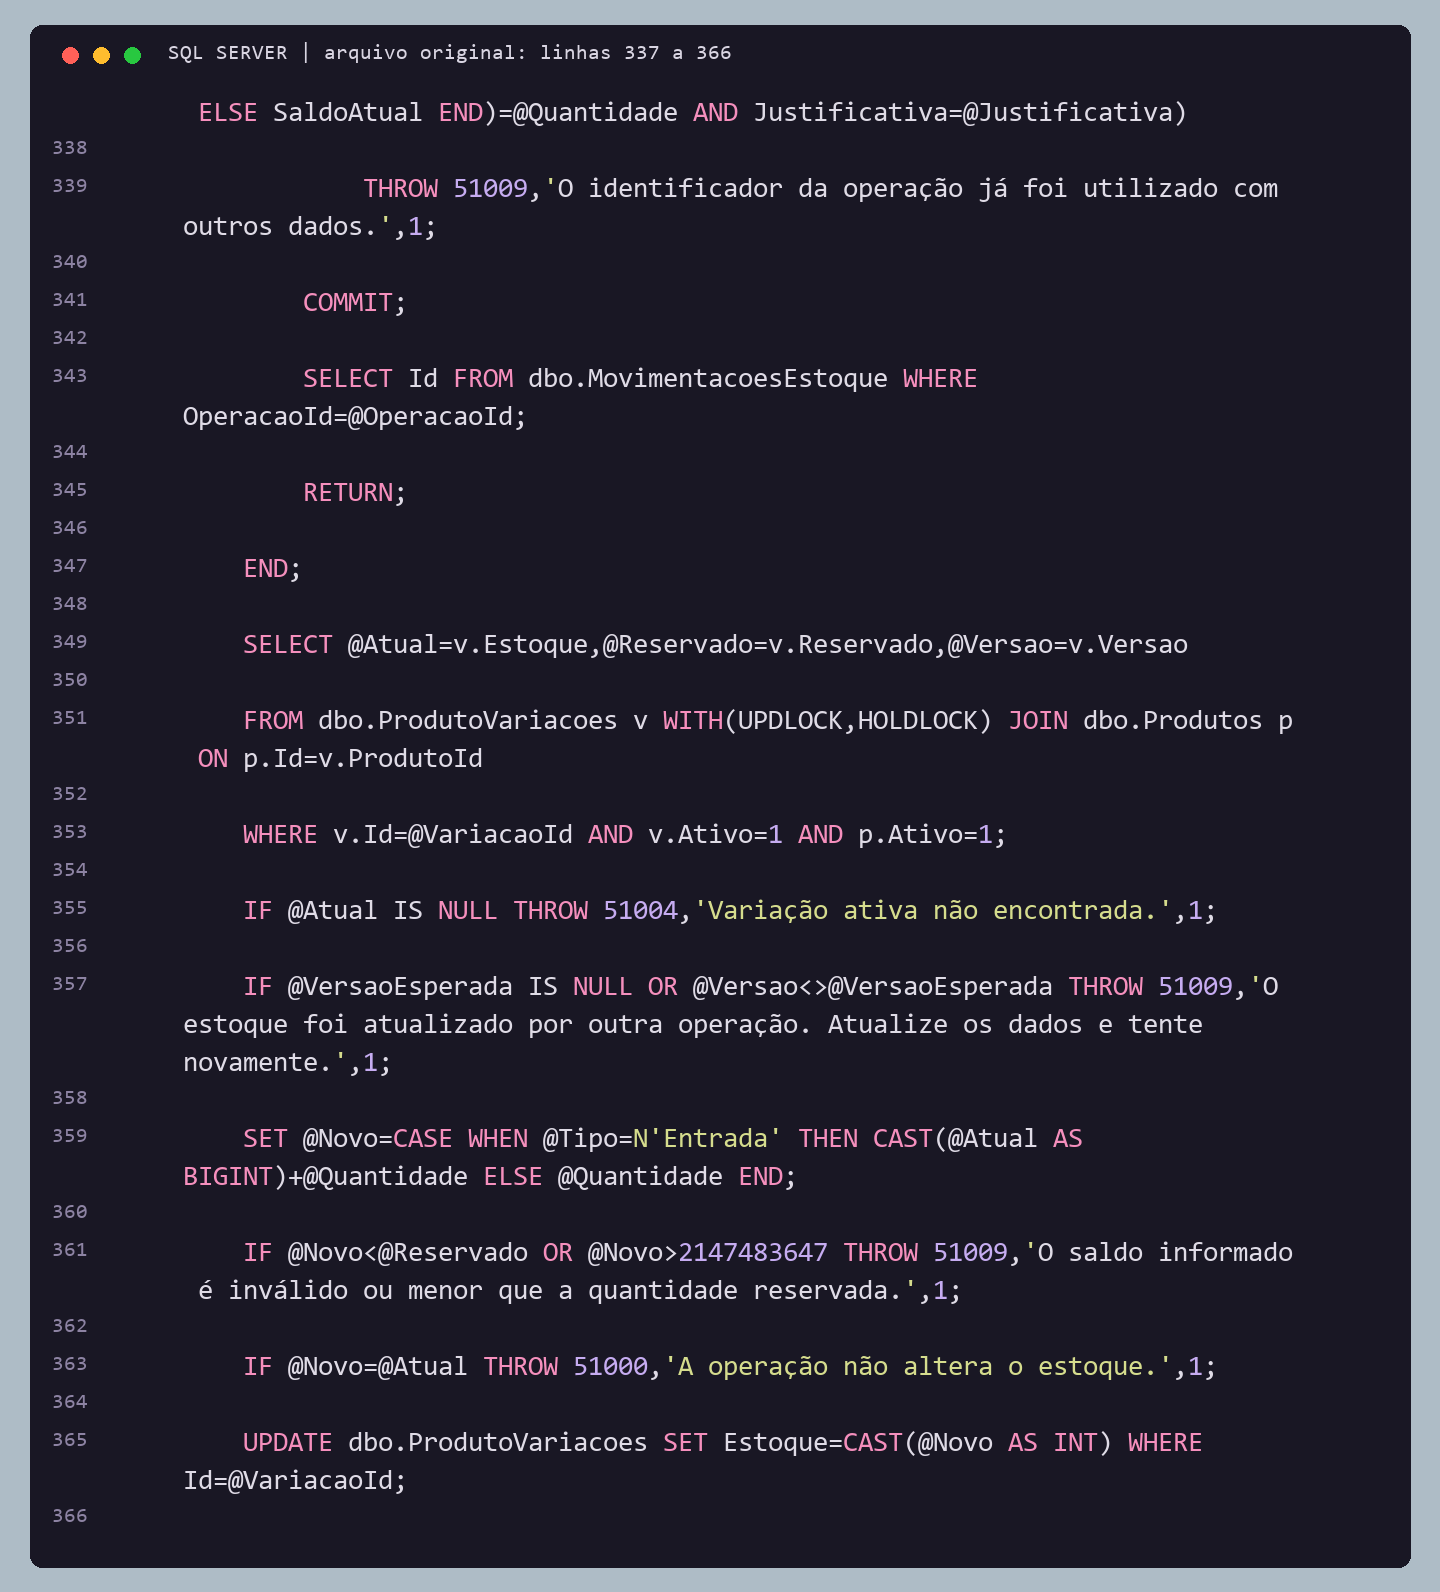 SQL SERVER | arquivo original: linhas 337 a 366
ELSE SaldoAtual END)=@Quantidade AND Justificativa=@Justificativa)
338
339 THROW 51009,'O identificador da operação já foi utilizado com
outros dados.',1;
340
341 COMMIT;
342
343 SELECT Id FROM dbo.MovimentacoesEstoque WHERE
OperacaoId=@OperacaoId;
344
345 RETURN;
346
347 END;
348
349 SELECT @Atual=v.Estoque,@Reservado=v.Reservado,@Versao=v.Versao
350
351 FROM dbo.ProdutoVariacoes v WITH(UPDLOCK,HOLDLOCK) JOIN dbo.Produtos p
ON p.Id=v.ProdutoId
352
353 WHERE v.Id=@VariacaoId AND v.Ativo=1 AND p.Ativo=1;
354
355 IF @Atual IS NULL THROW 51004,'Variação ativa não encontrada.',1;
356
357 IF @VersaoEsperada IS NULL OR @Versao<>@VersaoEsperada THROW 51009,'O
estoque foi atualizado por outra operação. Atualize os dados e tente
novamente.',1;
358
359 SET @Novo=CASE WHEN @Tipo=N'Entrada' THEN CAST(@Atual AS
BIGINT)+@Quantidade ELSE @Quantidade END;
360
361 IF @Novo<@Reservado OR @Novo>2147483647 THROW 51009,'O saldo informado
é inválido ou menor que a quantidade reservada.',1;
362
363 IF @Novo=@Atual THROW 51000,'A operação não altera o estoque.',1;
364
365 UPDATE dbo.ProdutoVariacoes SET Estoque=CAST(@Novo AS INT) WHERE
Id=@VariacaoId;
366